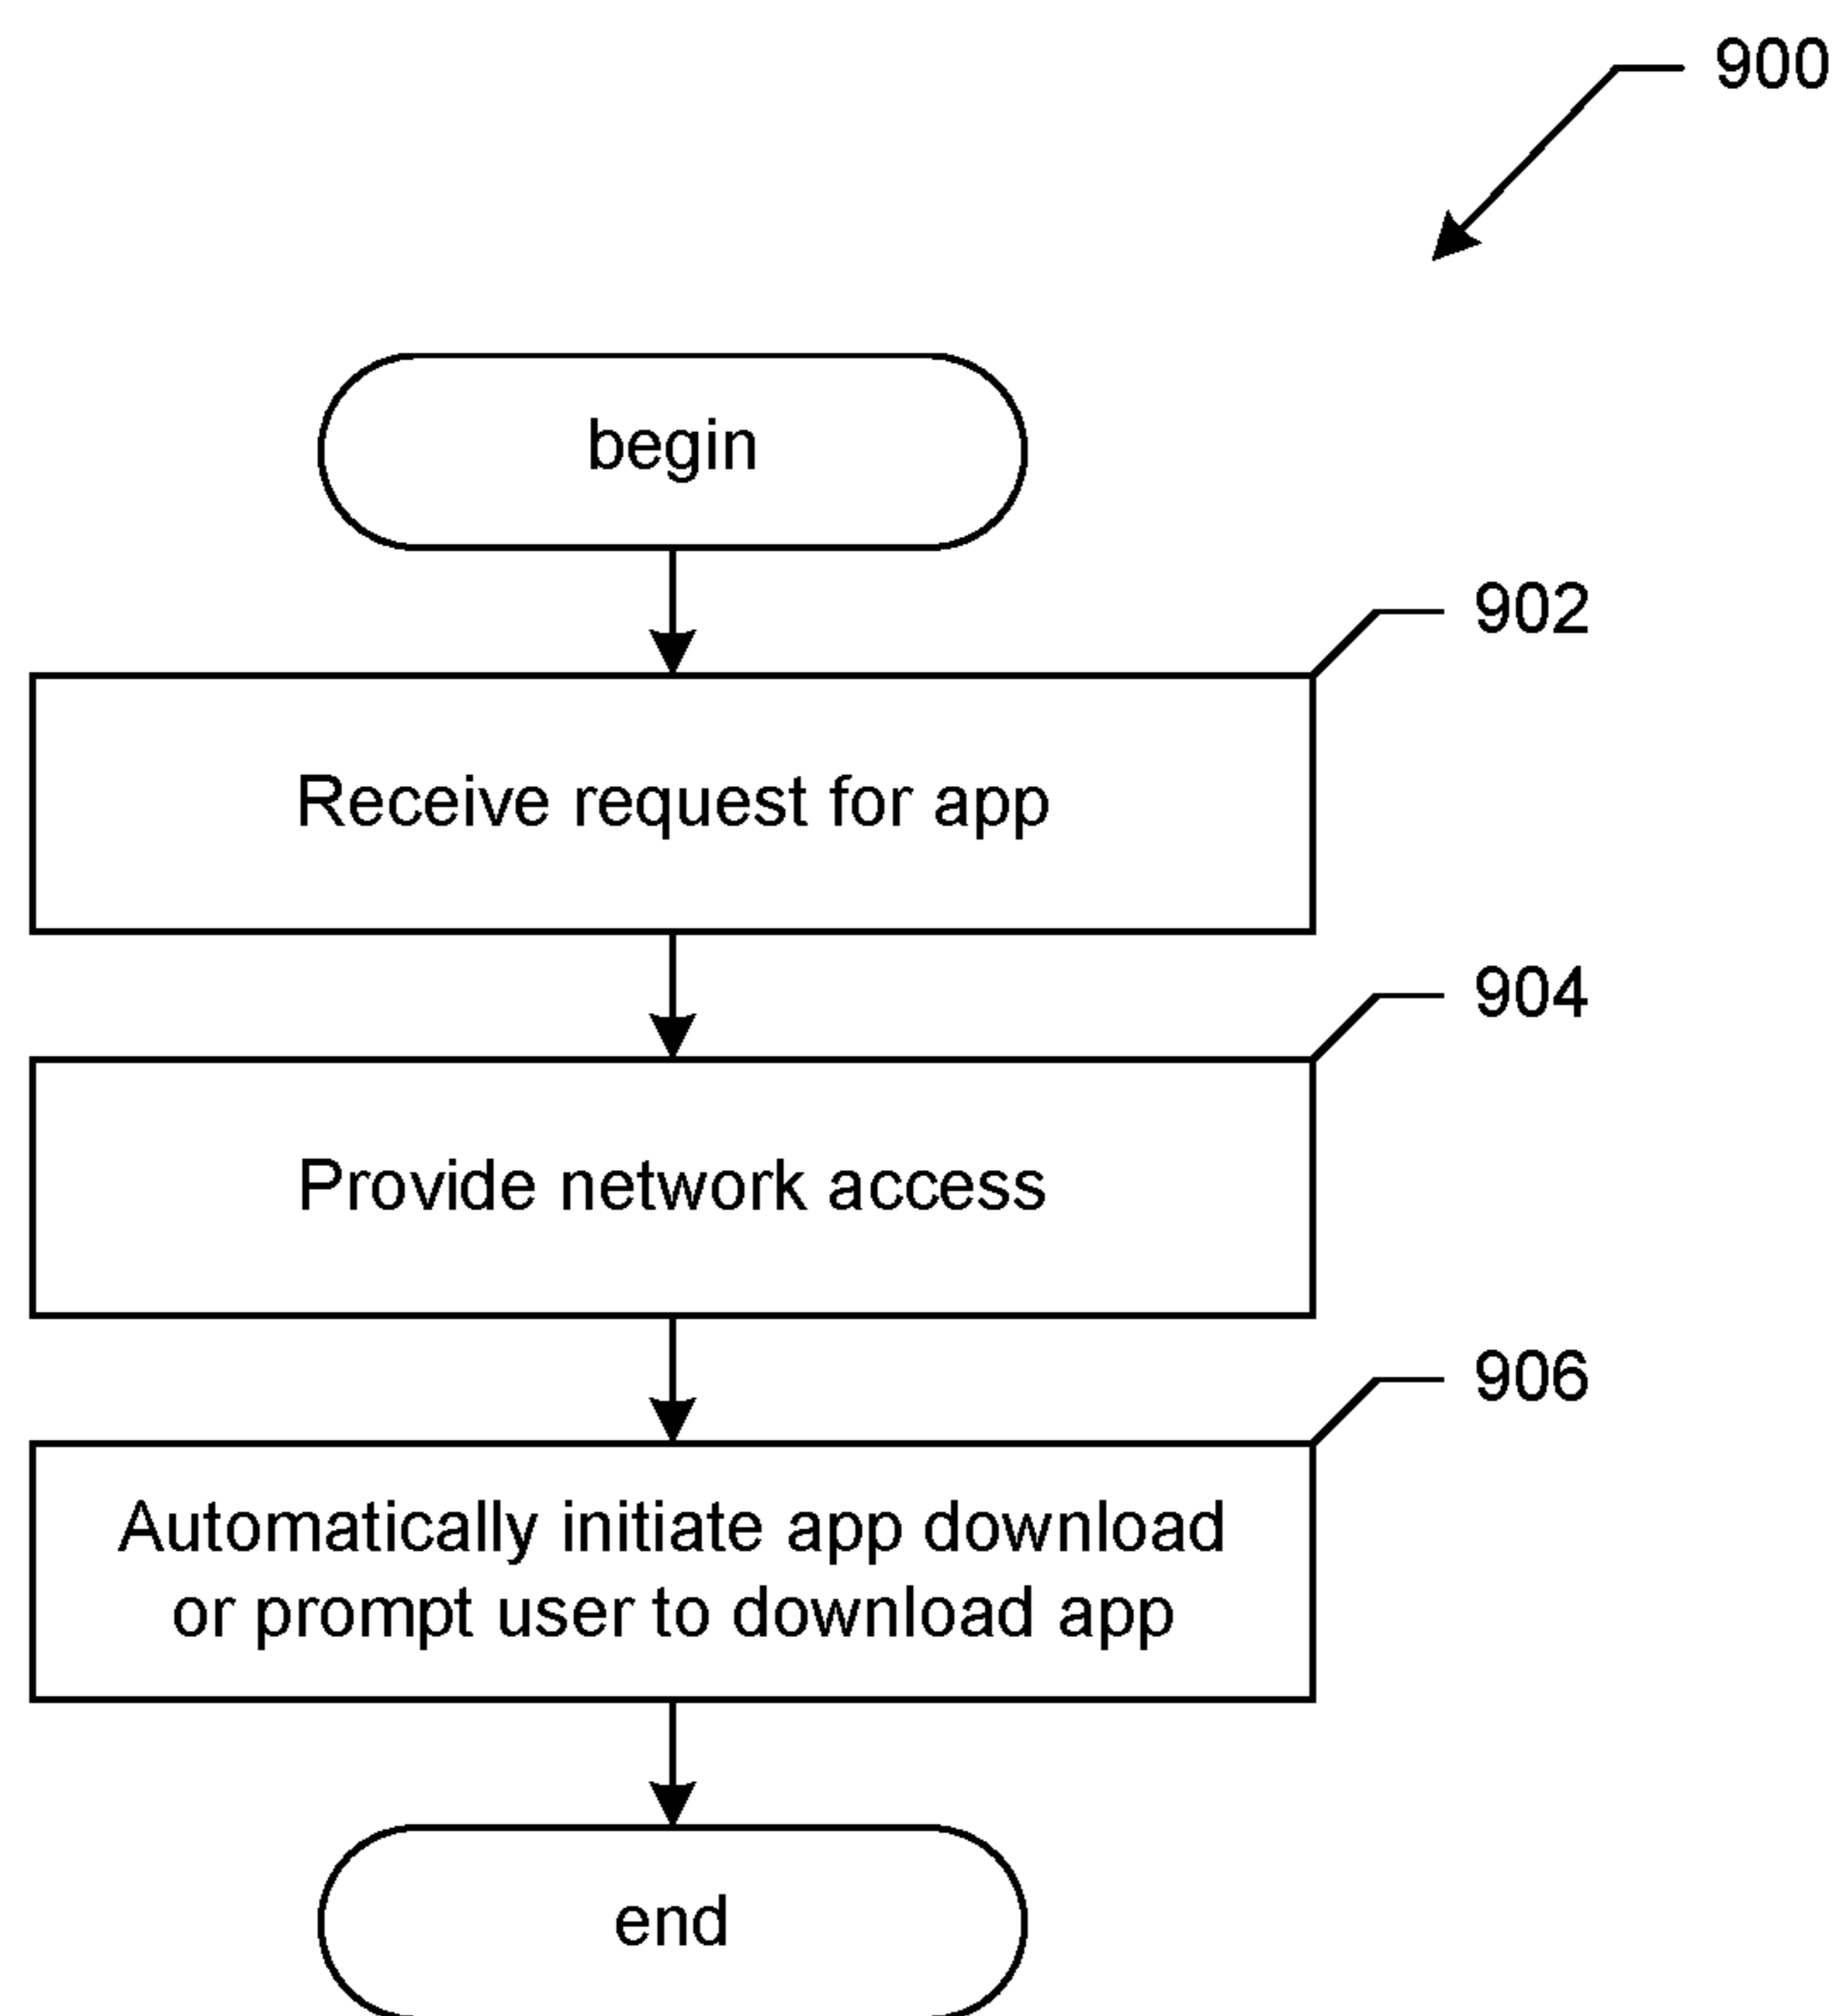 900
begin
902
Receive request for app
904
Provide network access
906
Automatically initiate app download
or prompt user to download app
end